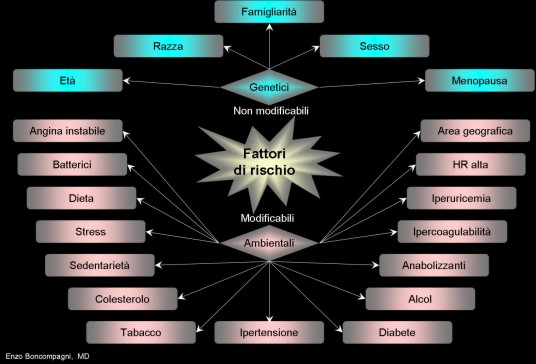 Famigliarità
Razza
Sesso
Età
Genetici
Menopausa
Non modificabili
Angina instabile
Area geografica
Fattori
di rischio
Batterici
HR alta
Dieta
Iperuricemia
Modificabili
Stress
Ambientali
Ipercoagulabilità
Sedentarietà
Anabolizzanti
Colesterolo
Alcol
Tabacco
Ipertensione
Diabete
Enzo Boncompagni, MD